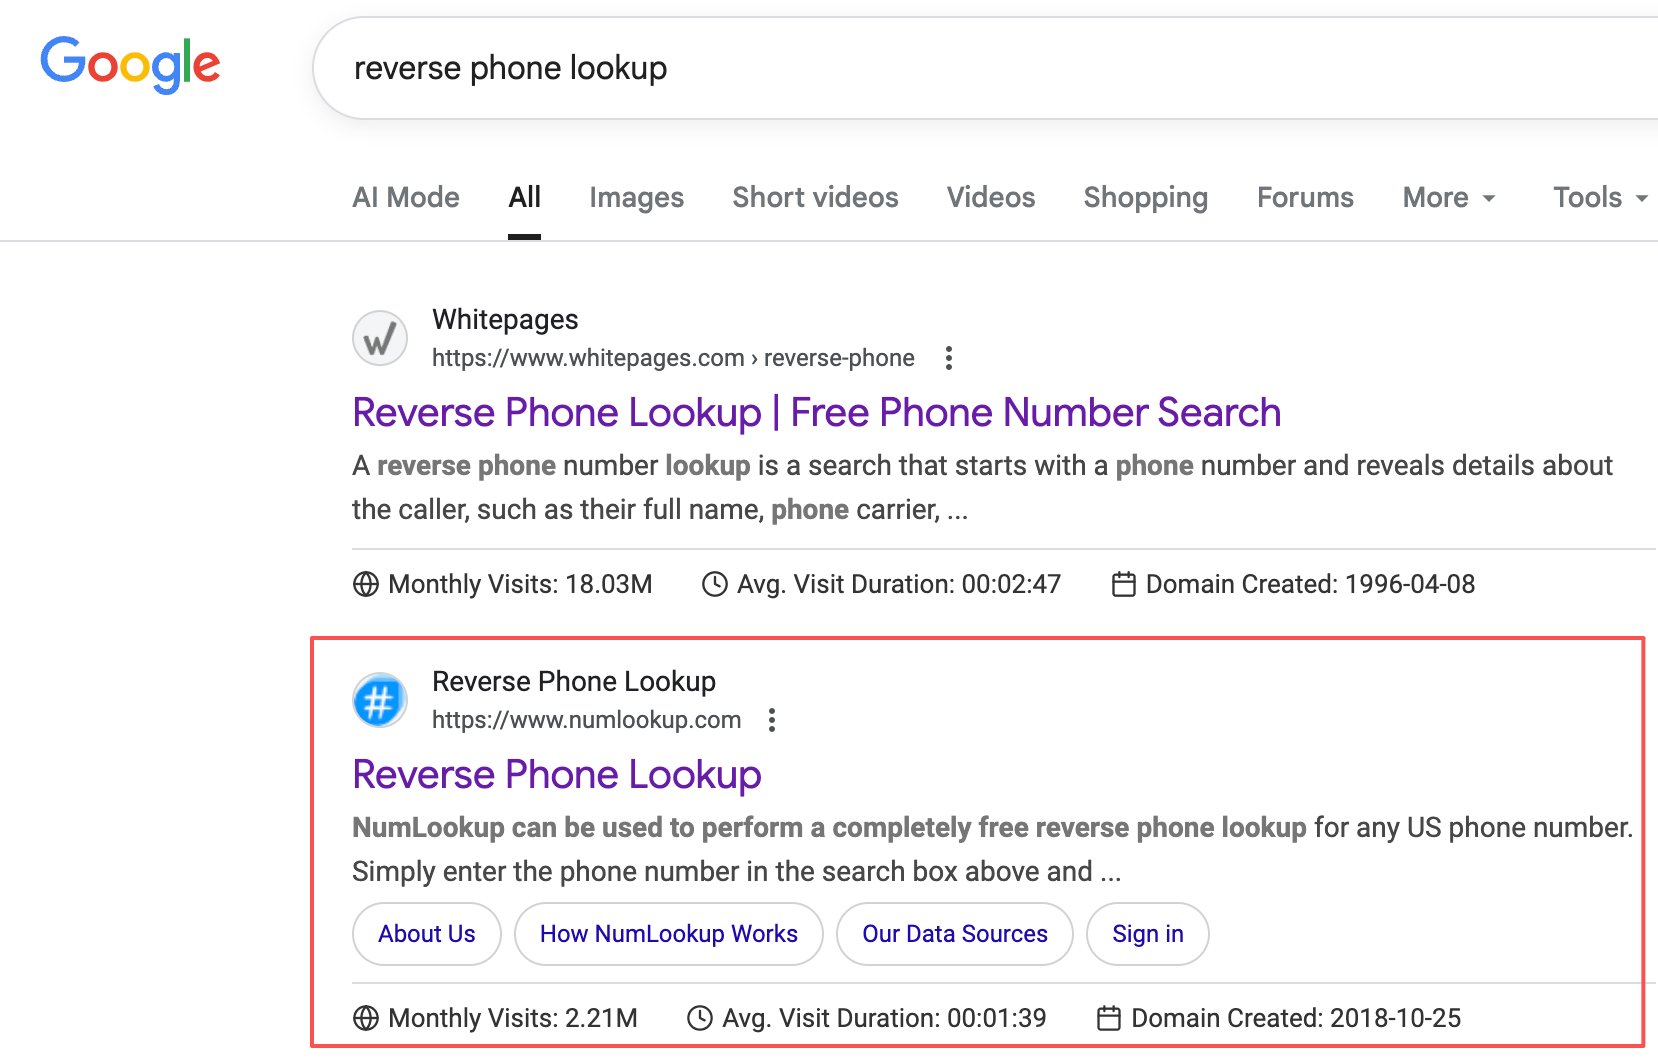 Google
reverse phone lookup
AI Mode All Images Short videos Videos Shopping Forums More Tools
Whitepages
https://www.whitepages.com › reverse-phone
Reverse Phone Lookup | Free Phone Number Search
A reverse phone number lookup is a search that starts with a phone number and reveals details about
the caller, such as their full name, phone carrier, ...
Monthly Visits: 18.03M Avg. Visit Duration: 00:02:47 Domain Created: 1996-04-08
Reverse Phone Lookup
https://www.numlookup.com
Reverse Phone Lookup
NumLookup can be used to perform a completely free reverse phone lookup for any US phone number.
Simply enter the phone number in the search box above and ...
About Us How NumLookup Works Our Data Sources Sign in
Monthly Visits: 2.21M Avg. Visit Duration: 00:01:39 Domain Created: 2018-10-25